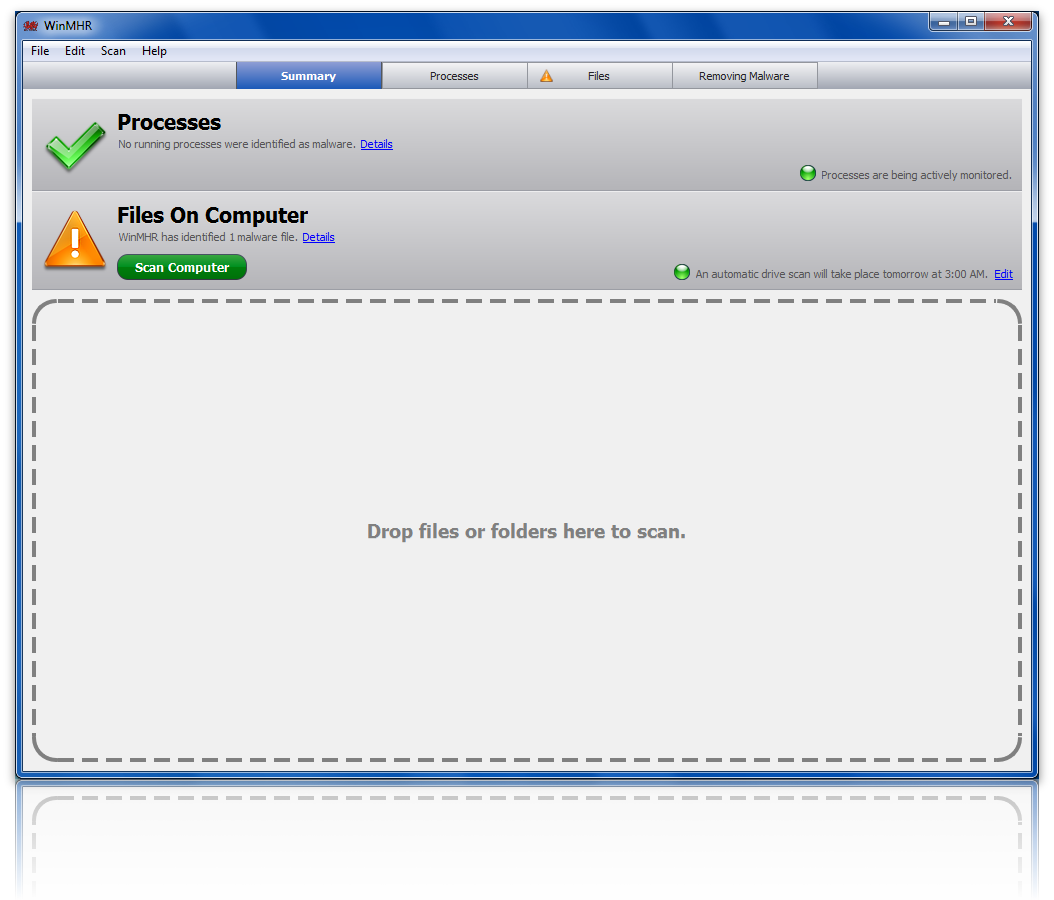 WinMHR
File Edit Scan Help
Summary Processes Files Removing Malware
Processes
No running processes were identified as malware. Details
Processes are being actively monitored.
Files On Computer
WinMHR has identified 1 malware file. Details
Scan Computer
An automatic drive scan will take place tomorrow at 3:00 AM. Edit
Drop files or folders here to scan.